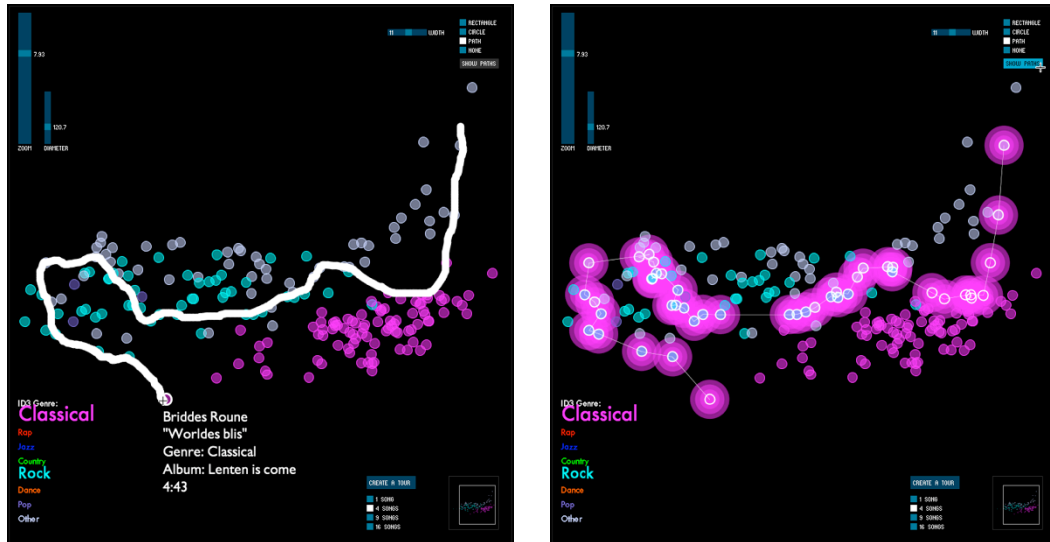 RECTANGLE
CIRCLE
PATH
NONE
SHOW PATHS
11 WIDTH
7.93
120.7
ZOOM DIAMETER
ID3 Genre:
Classical
Rap
Jazz
Country
Rock
Dance
Pop
Other
Briddes Roune
"Worldes blis"
Genre: Classical
Album: Lenten is come
4:43
CREATE A TOUR
1 SONG
4 SONGS
9 SONGS
16 SONGS
RECTANGLE
CIRCLE
PATH
NONE
SHOW PATHS
11 WIDTH
7.93
120.7
ZOOM DIAMETER
ID3 Genre:
Classical
Rap
Jazz
Country
Rock
Dance
Pop
Other
CREATE A TOUR
1 SONG
4 SONGS
9 SONGS
16 SONGS